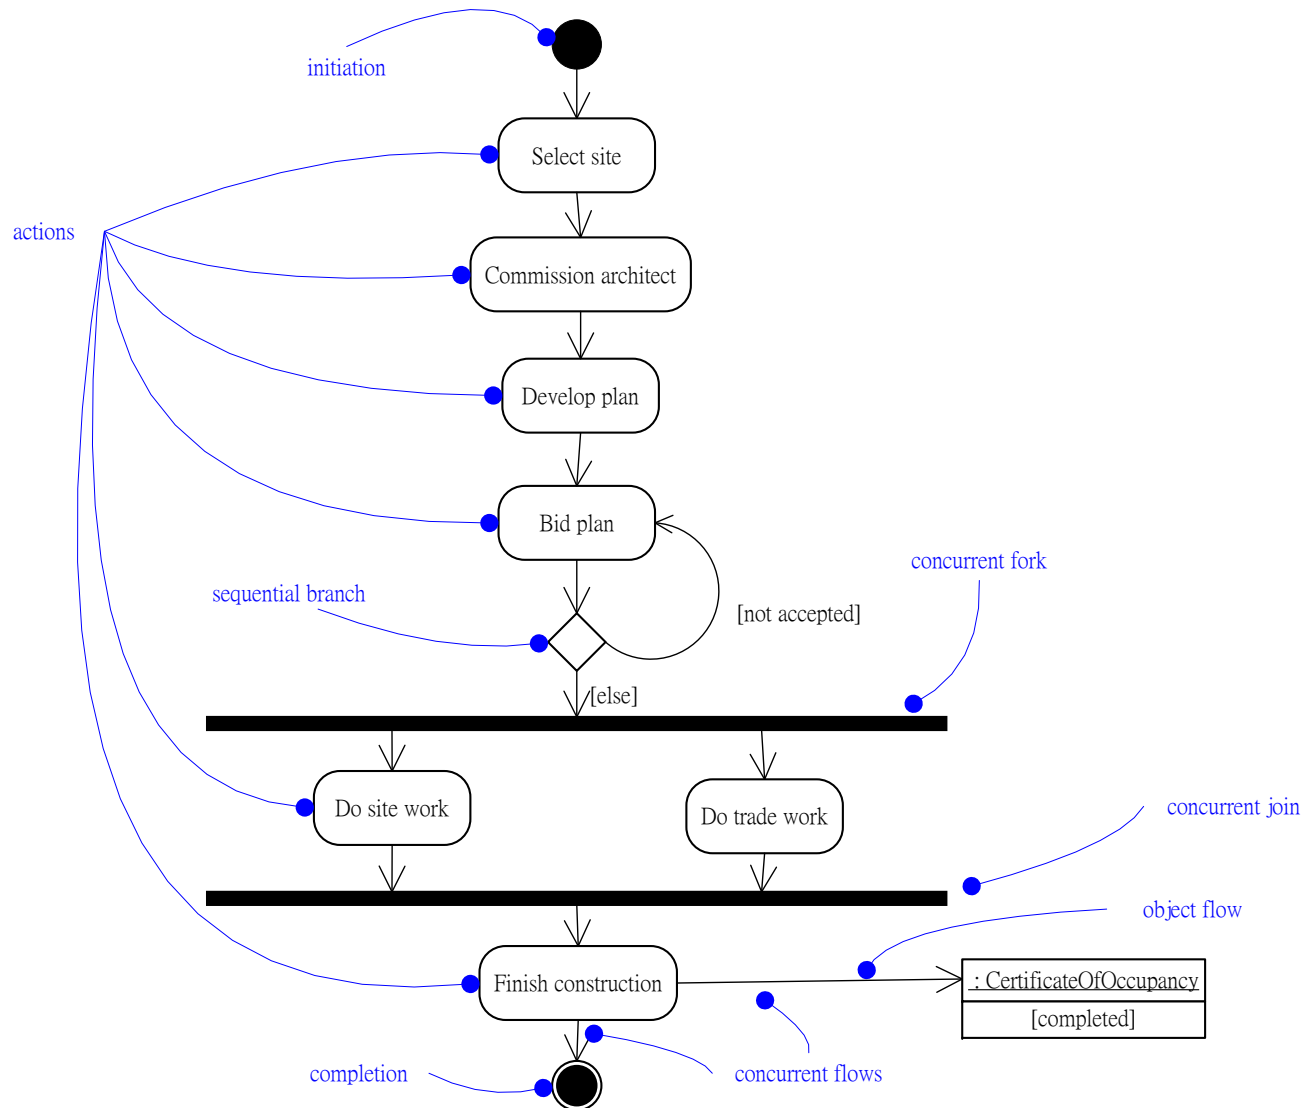 initiation
Select site
actions
Commission architect
Develop plan
Bid plan
concurrent fork
sequential branch
[not accepted]
[else]
Do site work
Do trade work
concurrent join
object flow
Finish construction
: CertificateOfOccupancy
[completed]
completion
concurrent flows